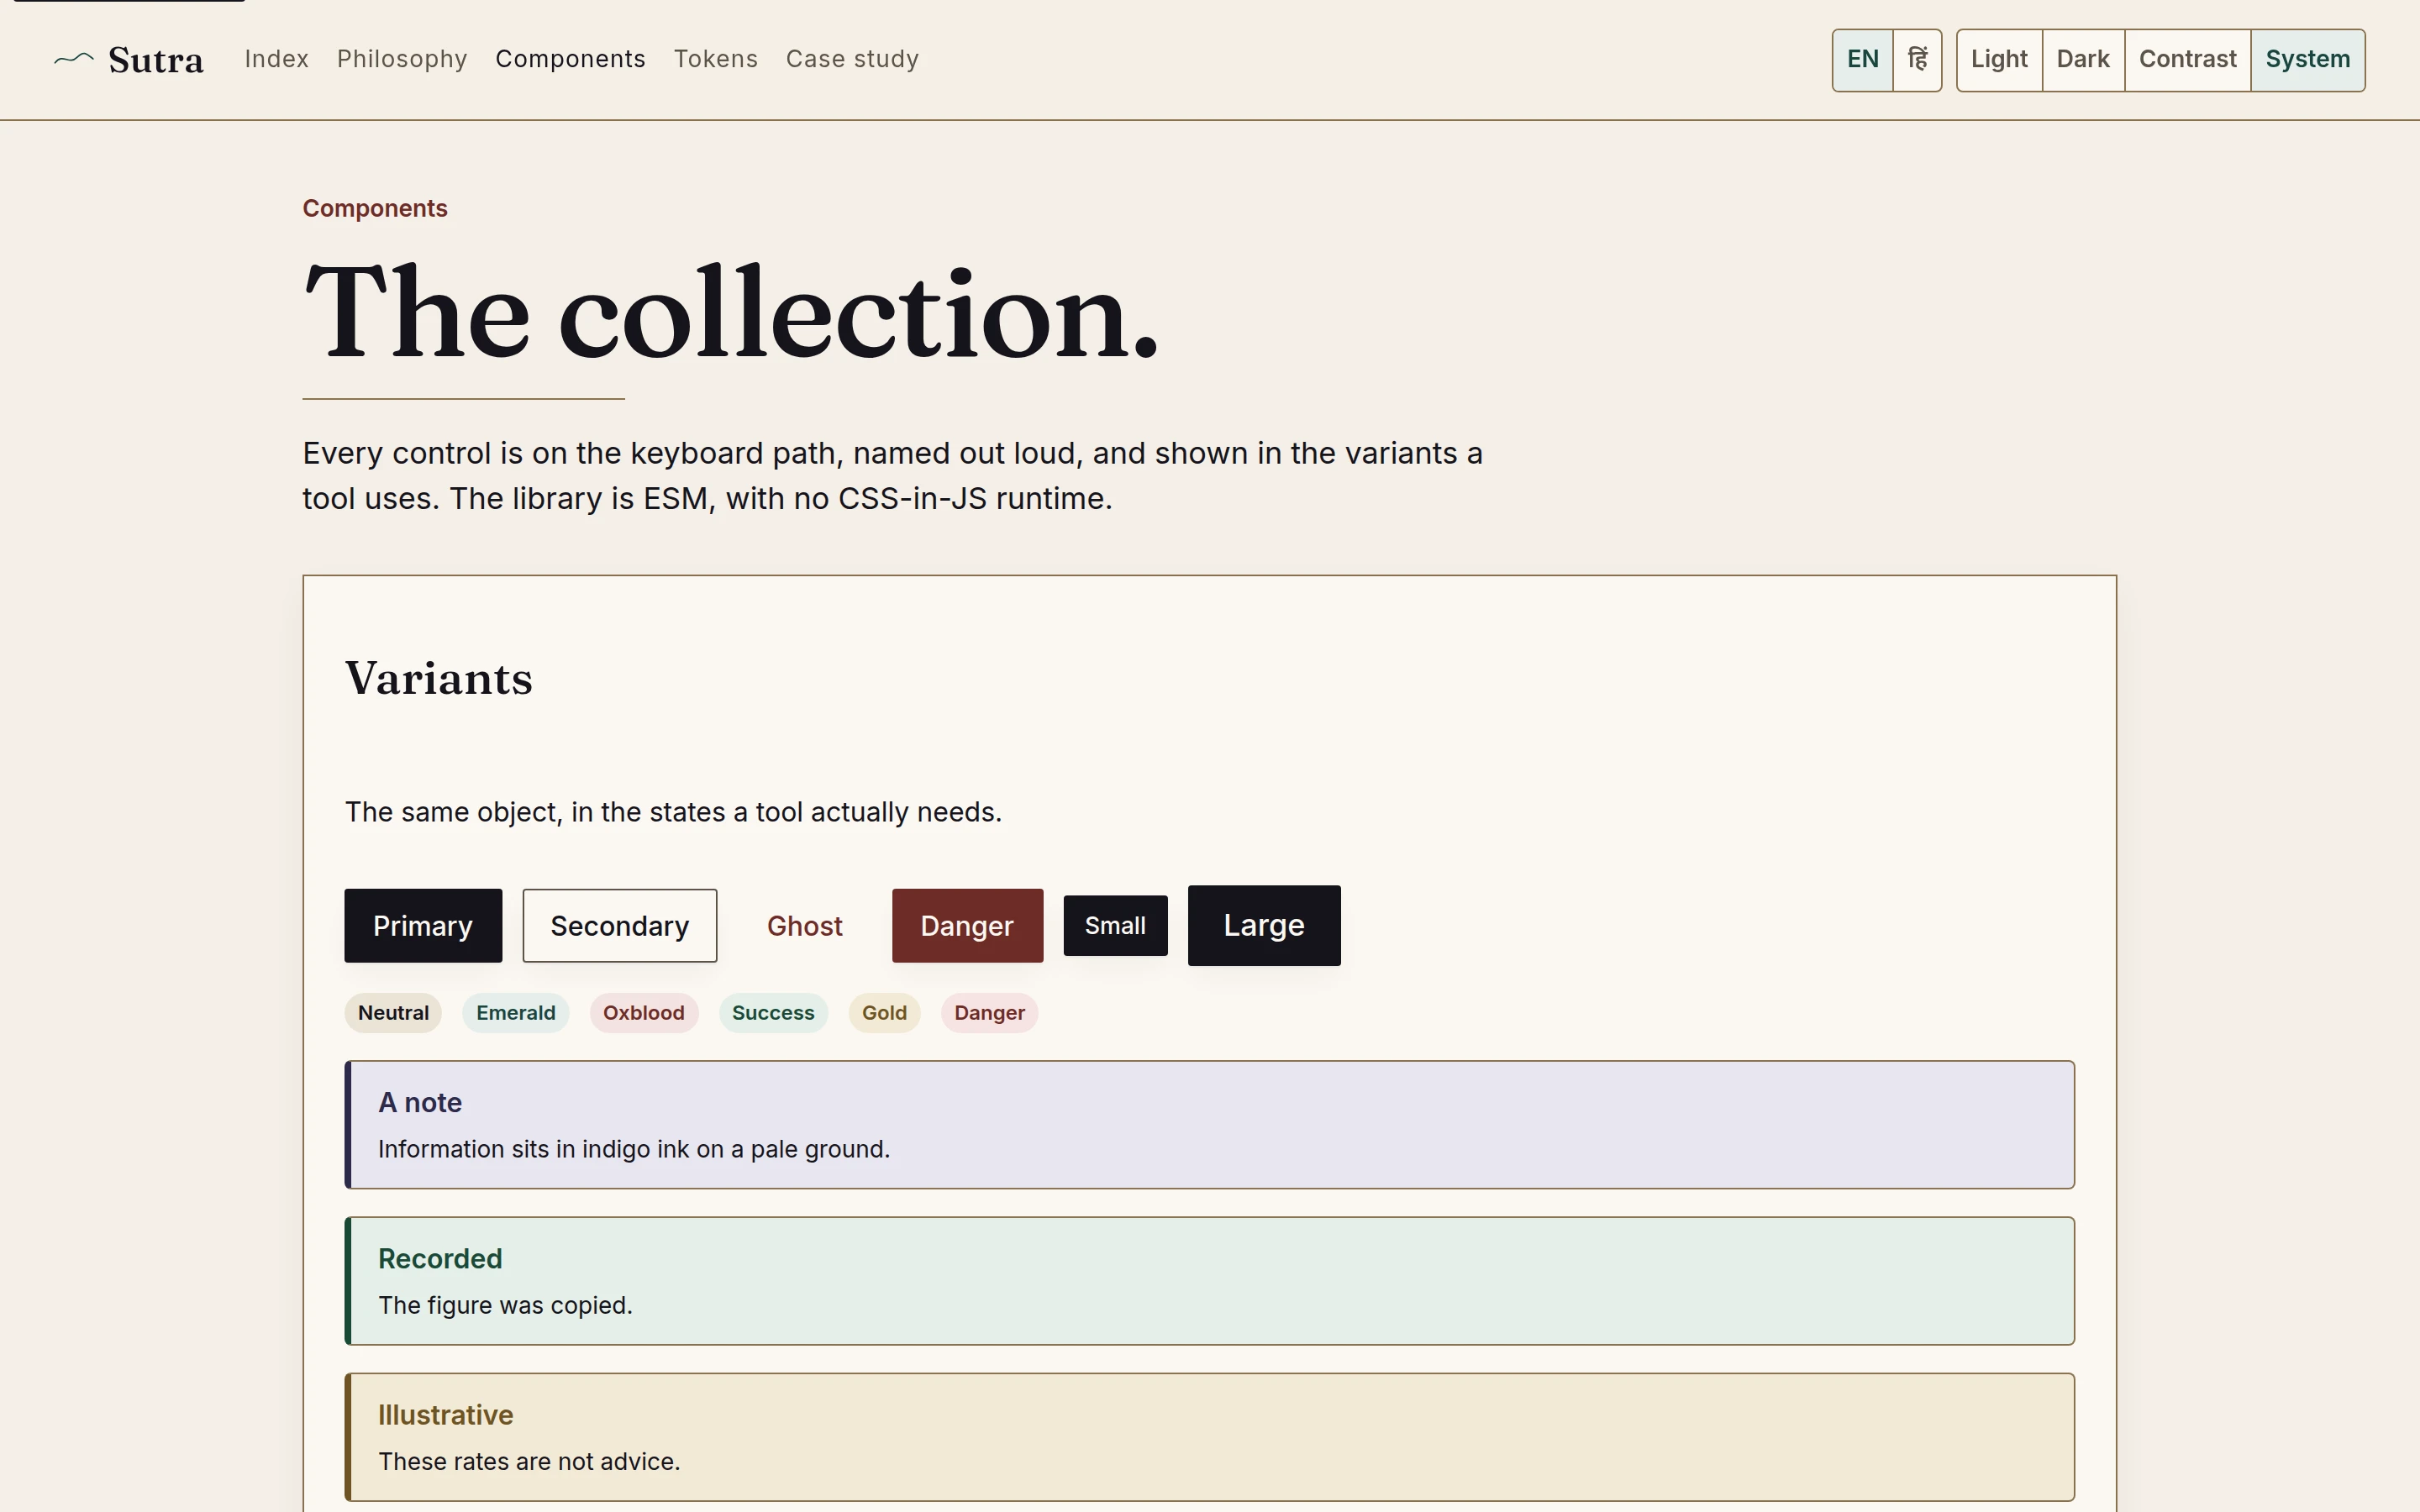 Sutra
Index Philosophy Components Tokens Case study
EN हिं Light Dark Contrast System
Components
The collection.
Every control is on the keyboard path, named out loud, and shown in the variants a
tool uses. The library is ESM, with no CSS-in-JS runtime.
Variants
The same object, in the states a tool actually needs.
Primary Secondary Ghost Danger Small Large
Neutral Emerald Oxblood Success Gold Danger
A note
Information sits in indigo ink on a pale ground.
Recorded
The figure was copied.
Illustrative
These rates are not advice.